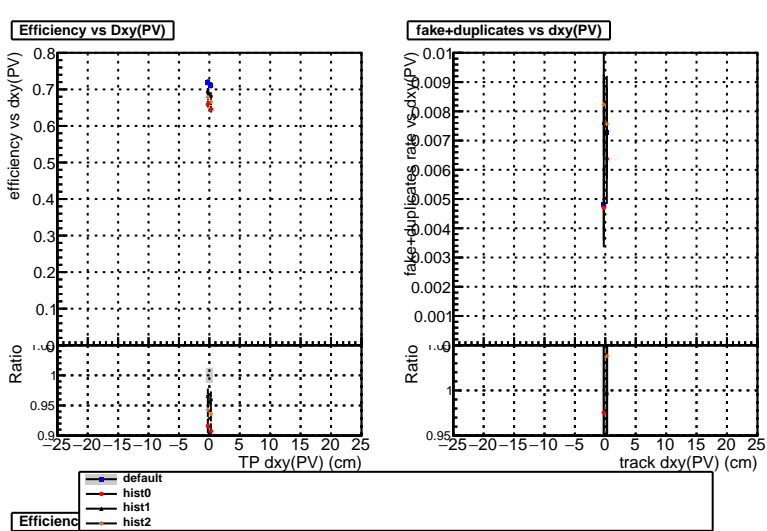 Efficiency vs Dxy(PV)
efficiency vs dxy(PV)
0.8
0.7
0.6
0.5
0.4
0.3
0.2
0.1
Ratio
1
0.95
0.9
−25 −20 −15 −10 −5 0 5 10 15 20 25
TP dxy(PV) (cm)
fake+duplicates vs dxy(PV)
fake+duplicates rate vs dxy(PV)
0.01
0.009
0.008
0.007
0.006
0.005
0.004
0.003
0.002
0.001
Ratio
1
0.95
−25 −20 −15 −10 −5 0 5 10 15 20 25
track dxy(PV) (cm)
default
hist0
hist1
hist2
Efficienc